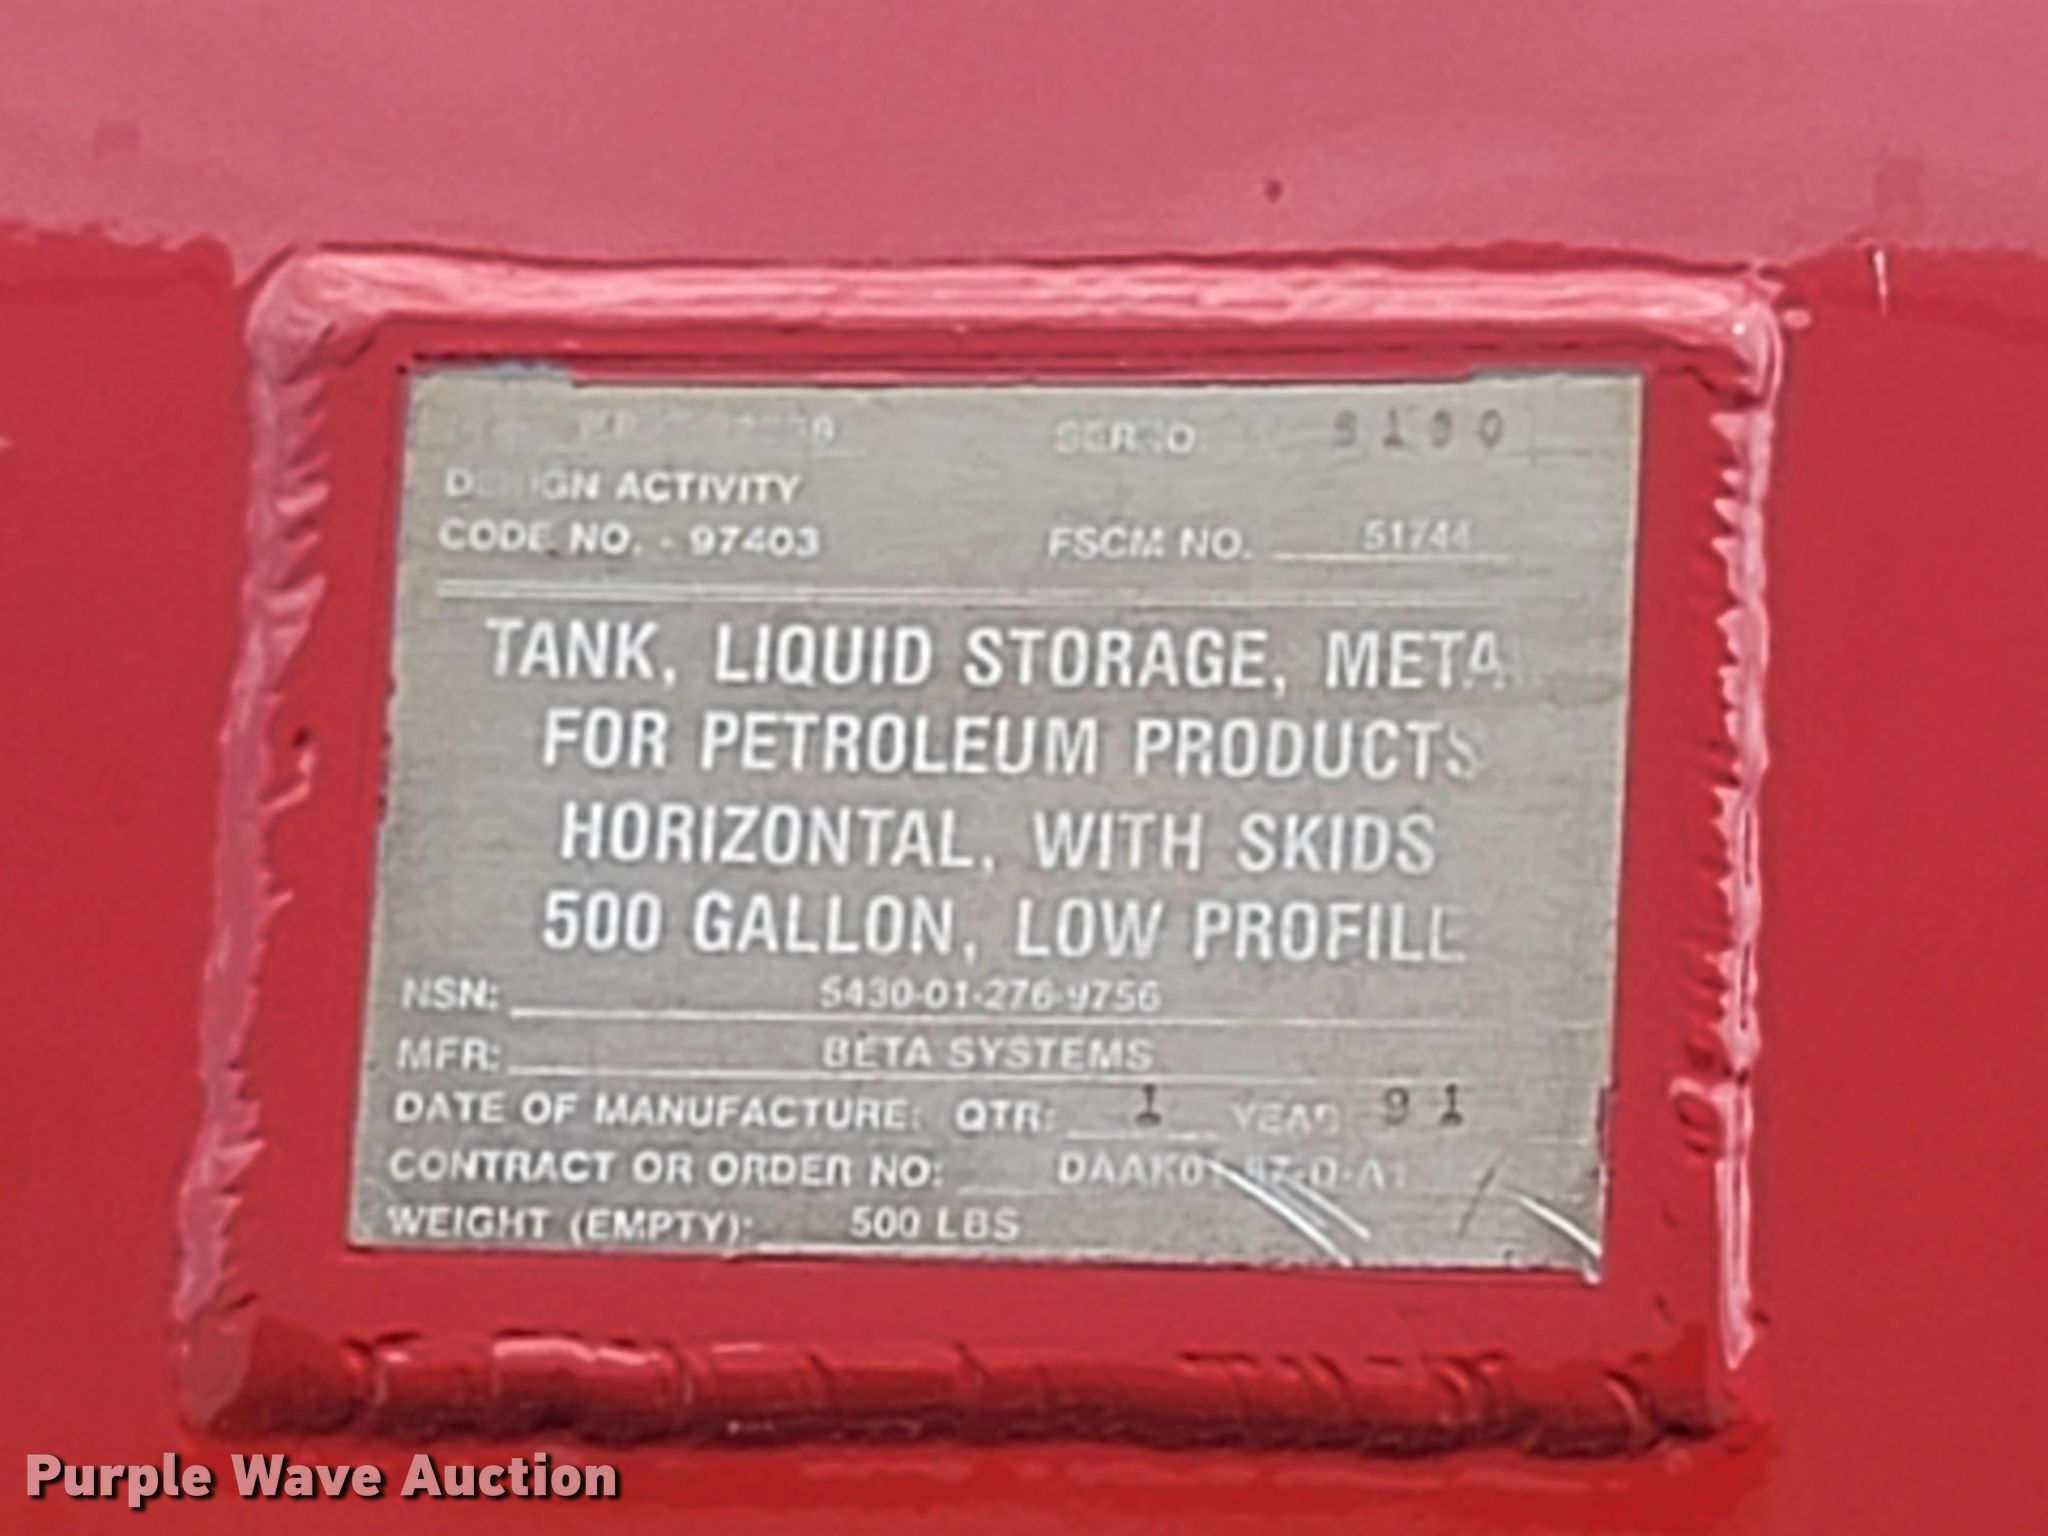 SER NO.
DESIGN ACTIVITY
CODE NO. - 97403 FSCM NO. 51744
TANK, LIQUID STORAGE, META
FOR PETROLEUM PRODUCTS
HORIZONTAL, WITH SKIDS
500 GALLON, LOW PROFILE
NSN: 5430-01-276-9756
MFR: BETA SYSTEMS
DATE OF MANUFACTURE: QTR: 1 YEAR 91
CONTRACT OR ORDER NO:
WEIGHT (EMPTY): 500 LBS
Purple Wave Auction